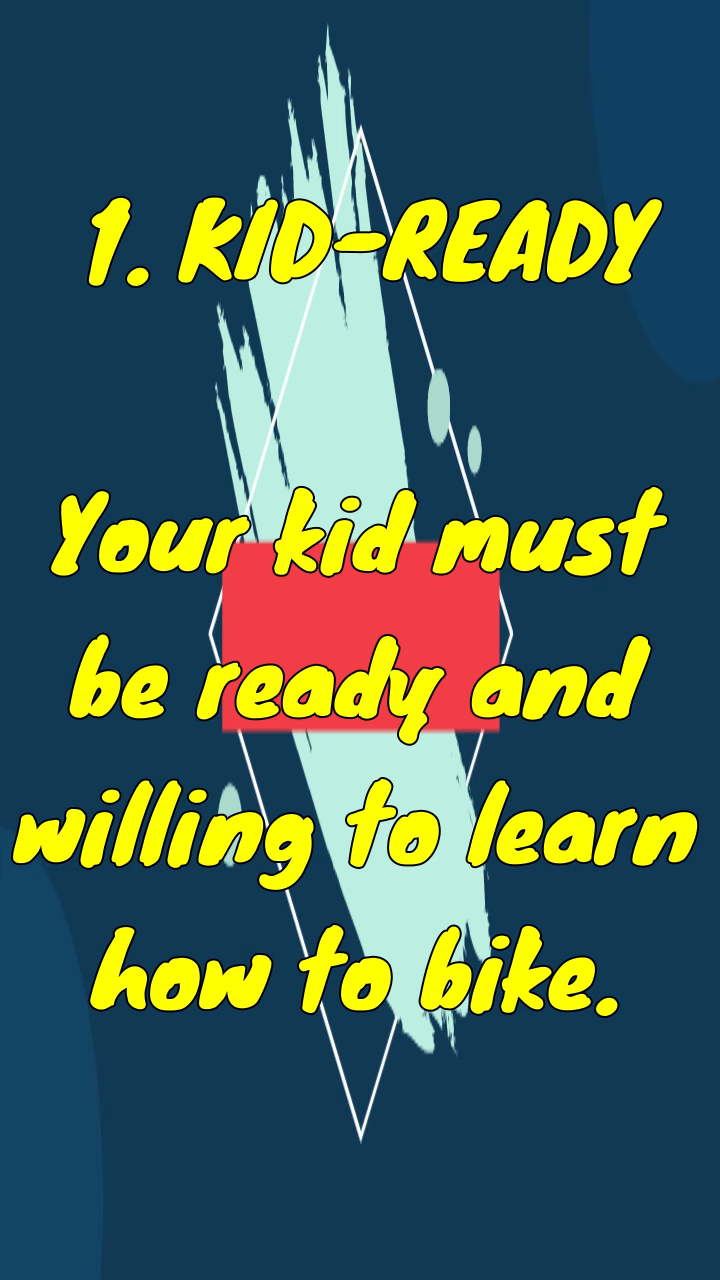 1. KID-READY
Your kid must
be ready and
willing to learn
how to bike.